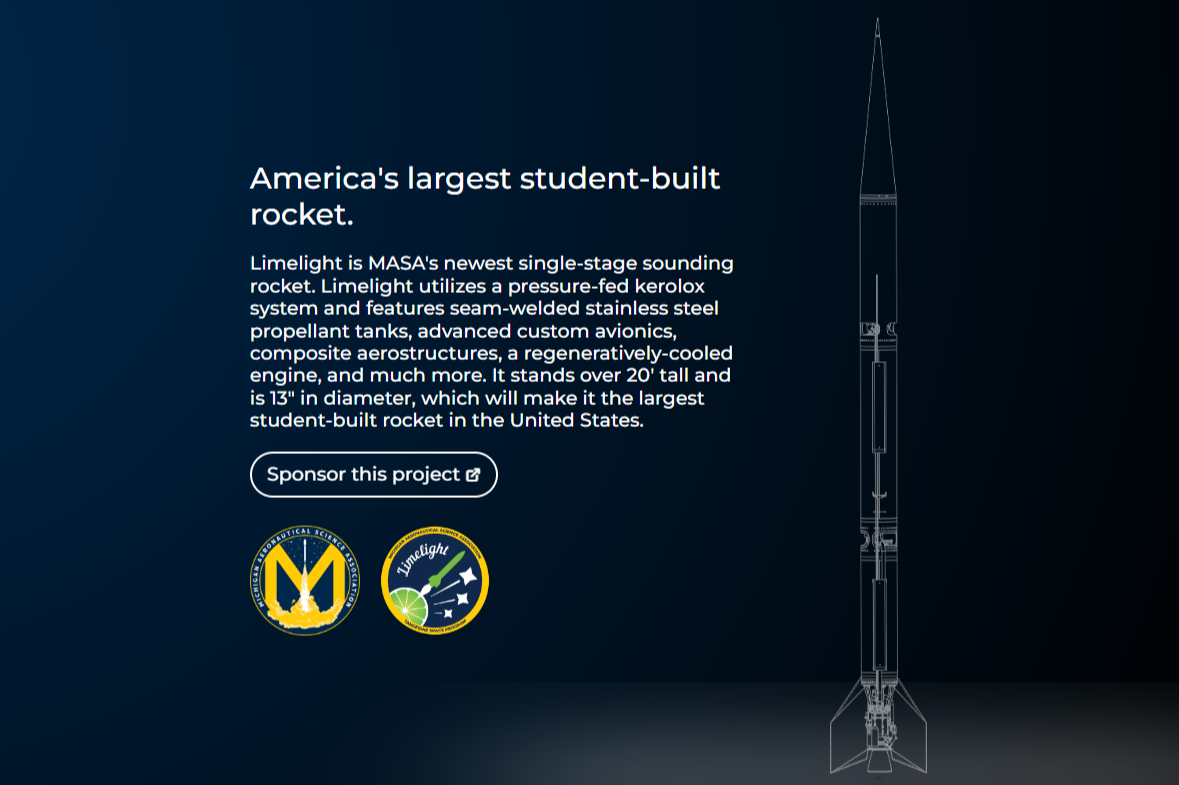 America's largest student-built
rocket.
Limelight is MASA's newest single-stage sounding
rocket. Limelight utilizes a pressure-fed kerolox
system and features seam-welded stainless steel
propellant tanks, advanced custom avionics,
composite aerostructures, a regeneratively-cooled
engine, and much more. It stands over 20' tall and
is 13" in diameter, which will make it the largest
student-built rocket in the United States.
Sponsor this project
MICHIGAN AERONAUTICAL SCIENCE ASSOCIATION
M
MICHIGAN AERONAUTICAL SCIENCE ASSOCIATION
Limelight
SPACE PROGRAM